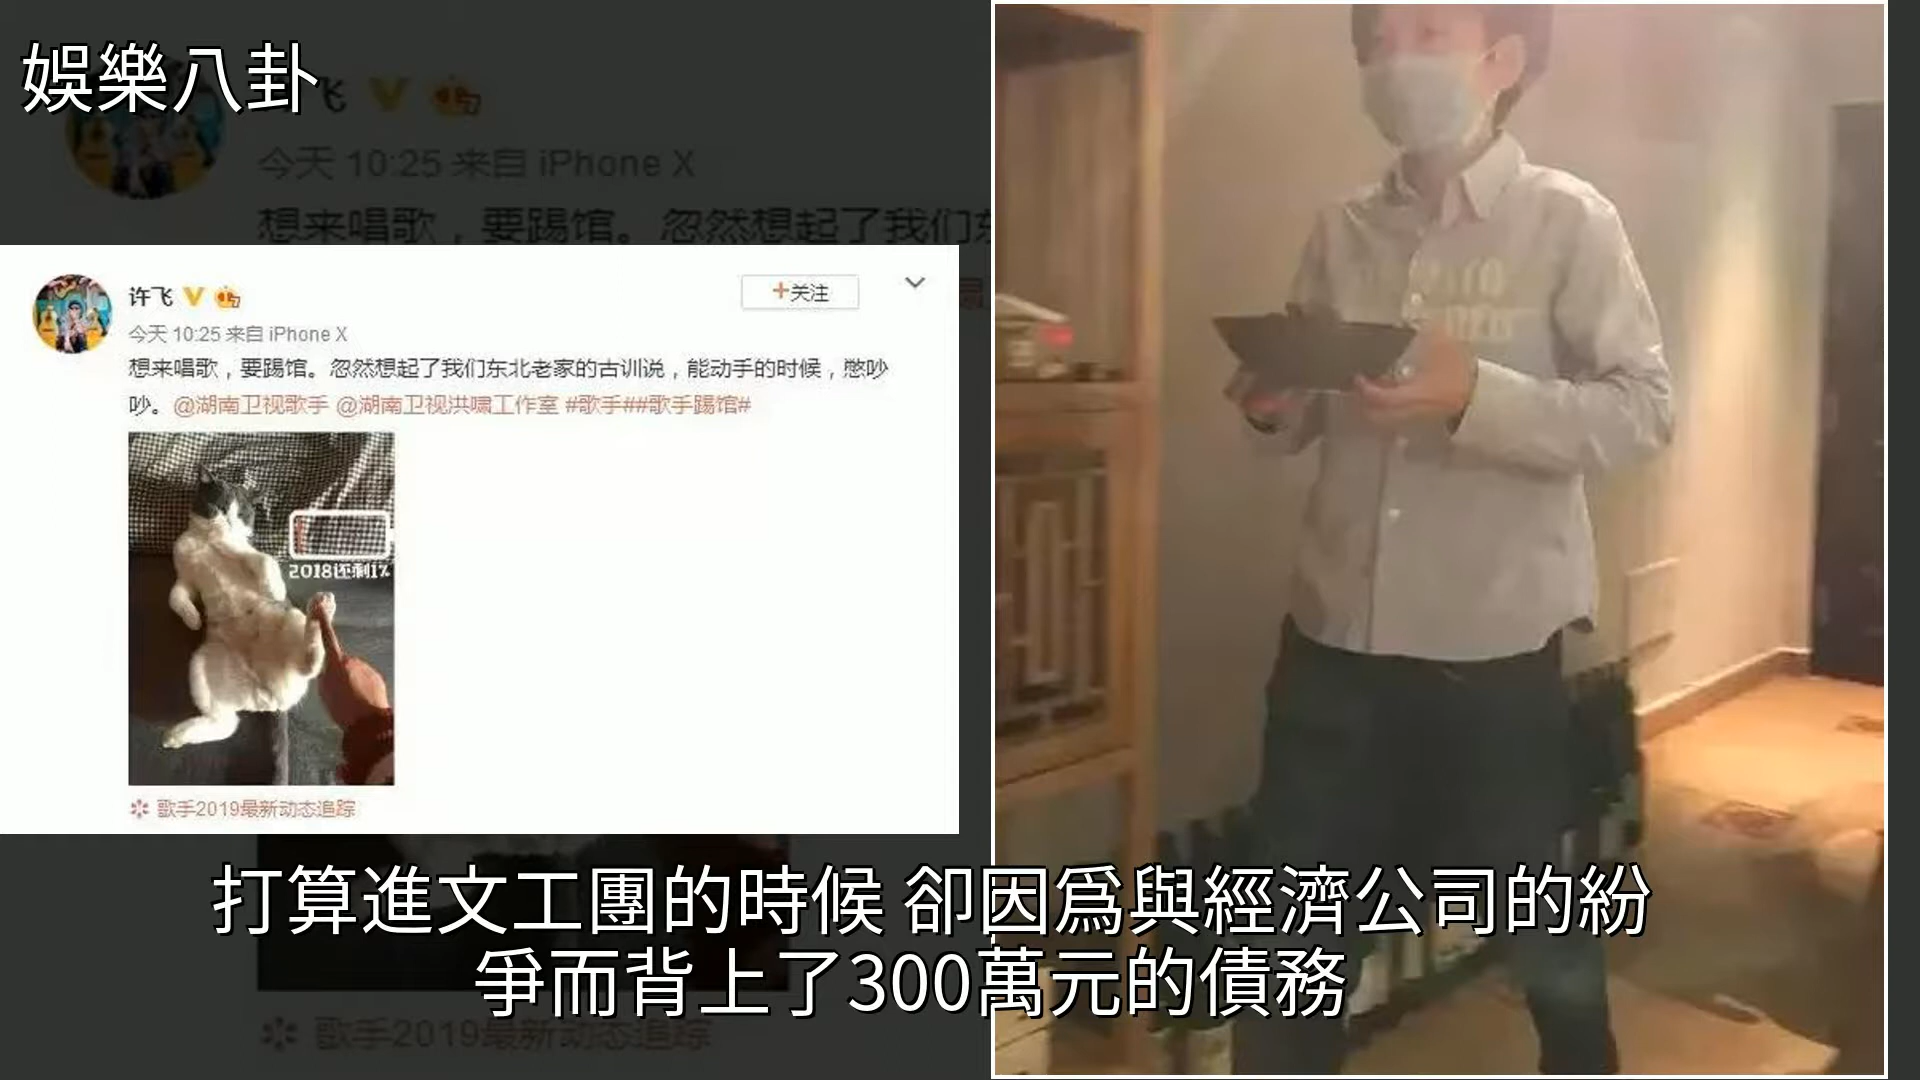 娛樂八卦
飞
今天 10:25 来自 iPhone X
想来唱歌，要踢馆。忽然想起了我们东
许飞
+关注
今天 10:25 来自 iPhone X
想来唱歌，要踢馆。忽然想起了我们东北老家的古训说，能动手的时候，憋吵
吵。@湖南卫视歌手 @湖南卫视洪啸工作室 #歌手##歌手踢馆#
2018还剩1%
歌手2019最新动态追踪
打算進文工團的時候 卻因爲與經濟公司的紛
爭而背上了300萬元的債務
歌手2019最新动态追踪